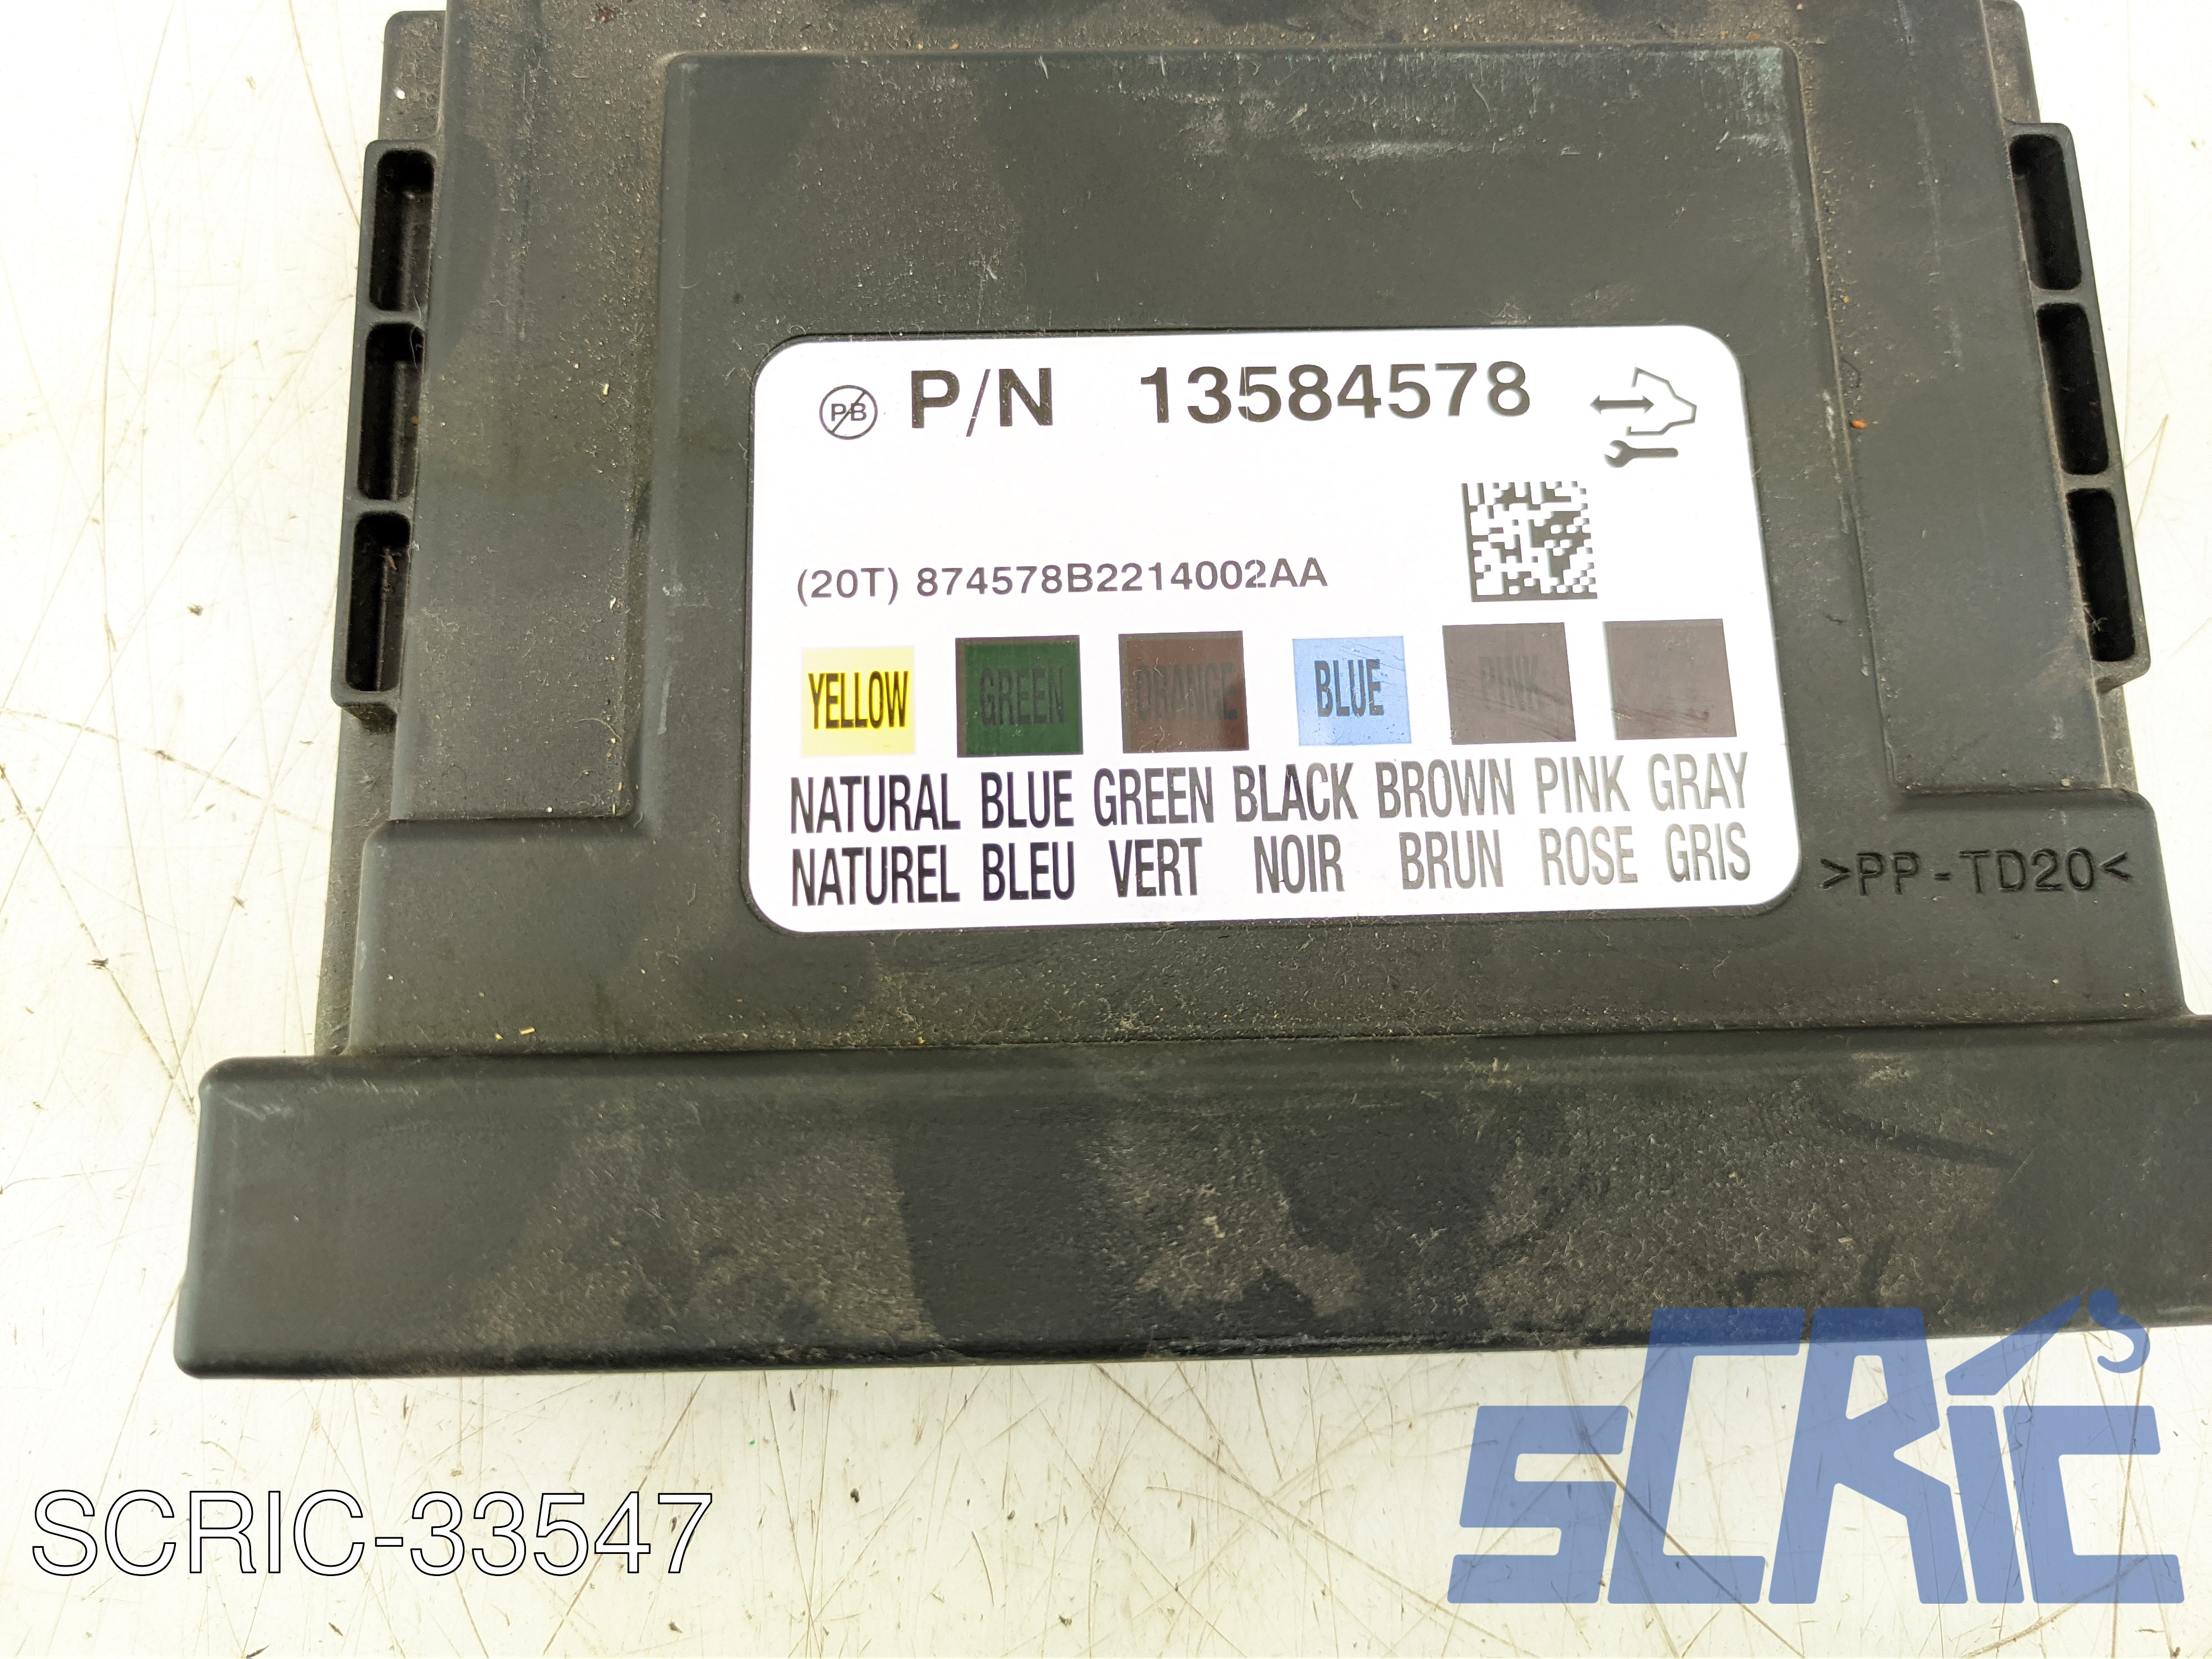 PB P/N 13584578
(20T) 874578B2214002AA
YELLOW GREEN ORANGE BLUE PINK
NATURAL BLUE GREEN BLACK BROWN PINK GRAY
NATUREL BLEU VERT NOIR BRUN ROSE GRIS
>PP-TD20<
SCRIC
SCRIC-33547